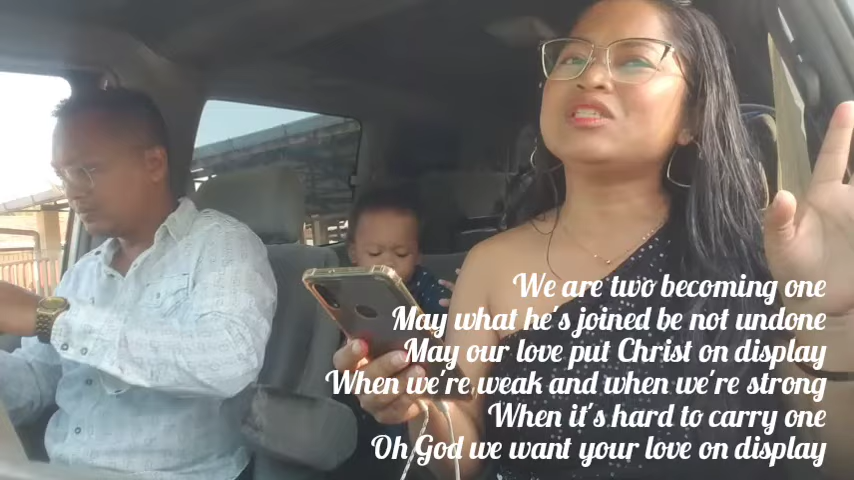 We are two becoming one
May what he's joined be not undone
May our love put Christ on display
When we're weak and when we're strong
When it's hard to carry one
Oh God we want your love on display